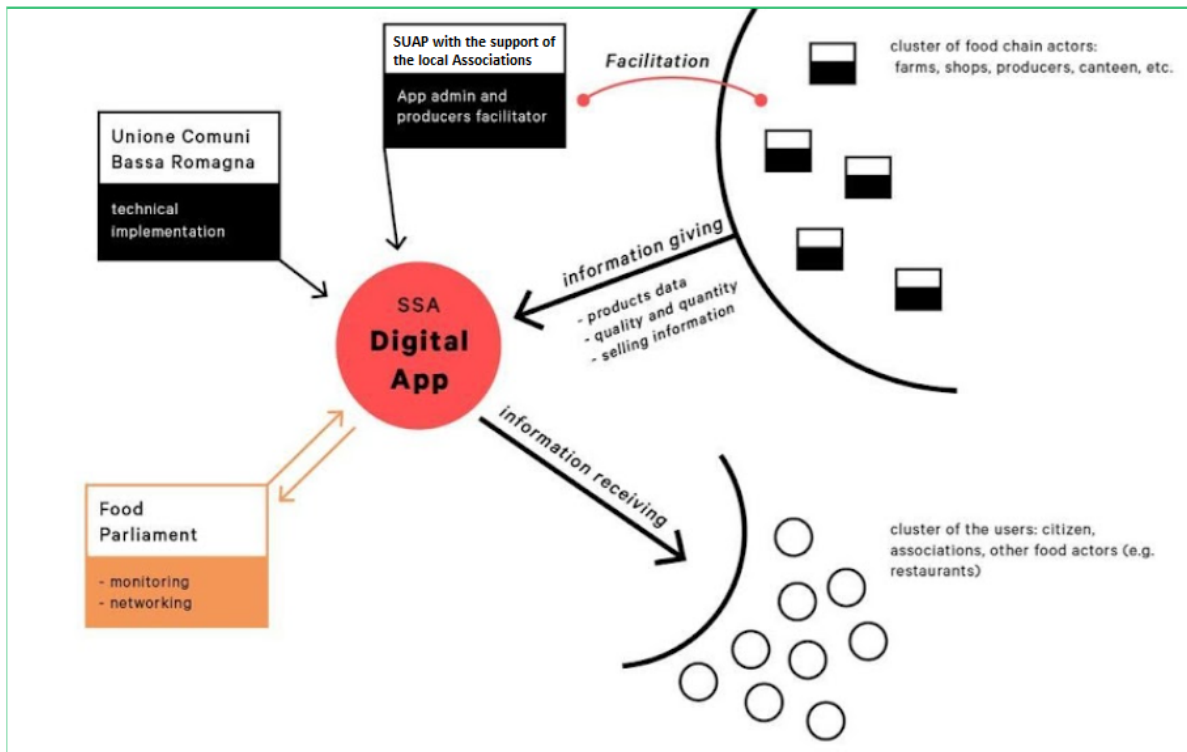 SUAP with the support of
the local Associations
App admin and
producers facilitator
Facilitation
cluster of food chain actors:
farms, shops, producers, canteen, etc.
Unione Comuni
Bassa Romagna
technical
implementation
information giving
- products data
- quality and quantity
- selling information
SSA
Digital
App
information receiving
Food
Parliament
- monitoring
- networking
cluster of the users: citizen,
associations, other food actors (e.g.
restaurants)